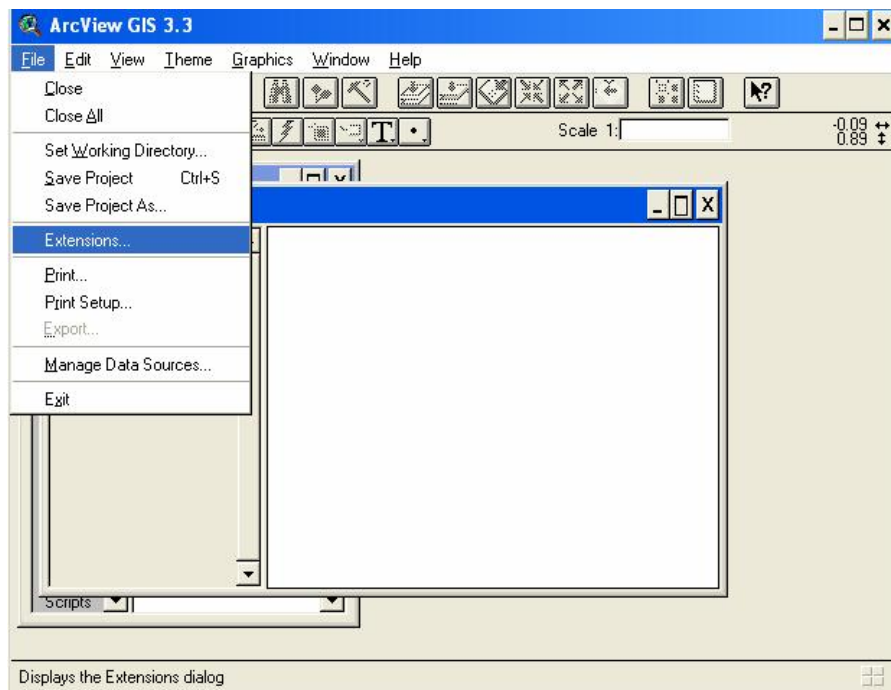 ArcView GIS 3.3
File Edit View Theme Graphics Window Help
Close
Close All
Scale 1:
-0.09
0.89
Set Working Directory...
Save Project Ctrl+S
Save Project As...
Extensions...
Print...
Print Setup...
Export...
Manage Data Sources...
Exit
Scripts
Displays the Extensions dialog